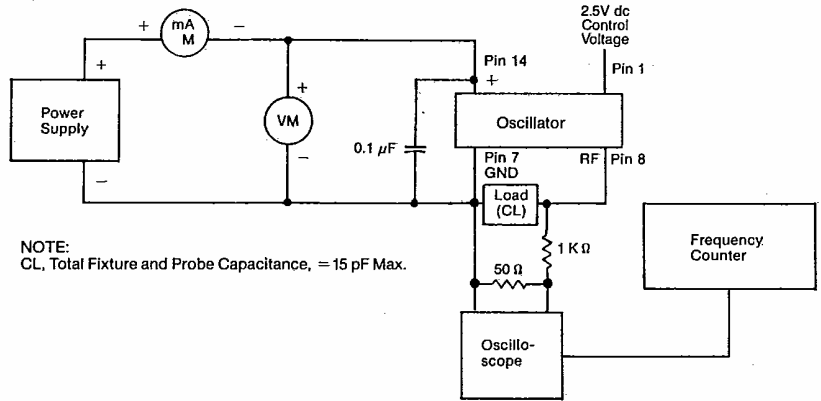 2.5V dc
Control
Voltage
+
mA
M
−
Pin 14
Pin 1
+
Power
Supply
−
+
VM
−
+
0.1 µF
Oscillator
Pin 7
GND
RF
Pin 8
Load
(CL)
1 K Ω
50 Ω
Frequency
Counter
NOTE:
CL, Total Fixture and Probe Capacitance, = 15 pF Max.
Oscillo-
scope